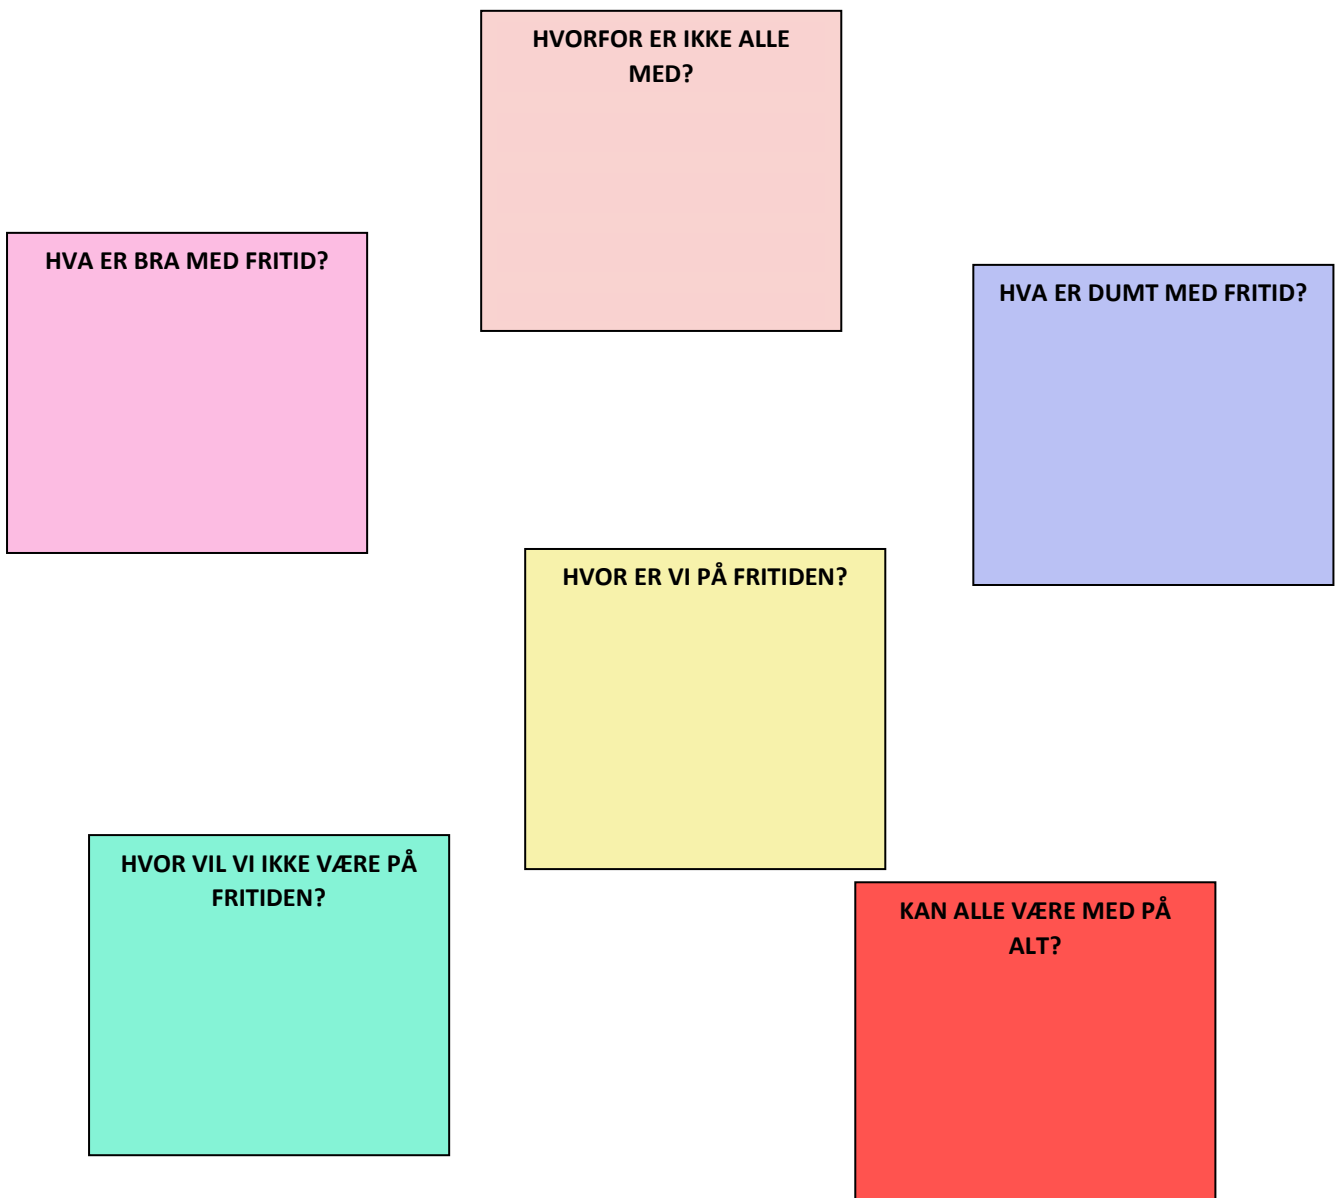 HVORFOR ER IKKE ALLE
MED?
HVA ER BRA MED FRITID?
HVA ER DUMT MED FRITID?
HVOR ER VI PÅ FRITIDEN?
HVOR VIL VI IKKE VÆRE PÅ
FRITIDEN?
KAN ALLE VÆRE MED PÅ
ALT?